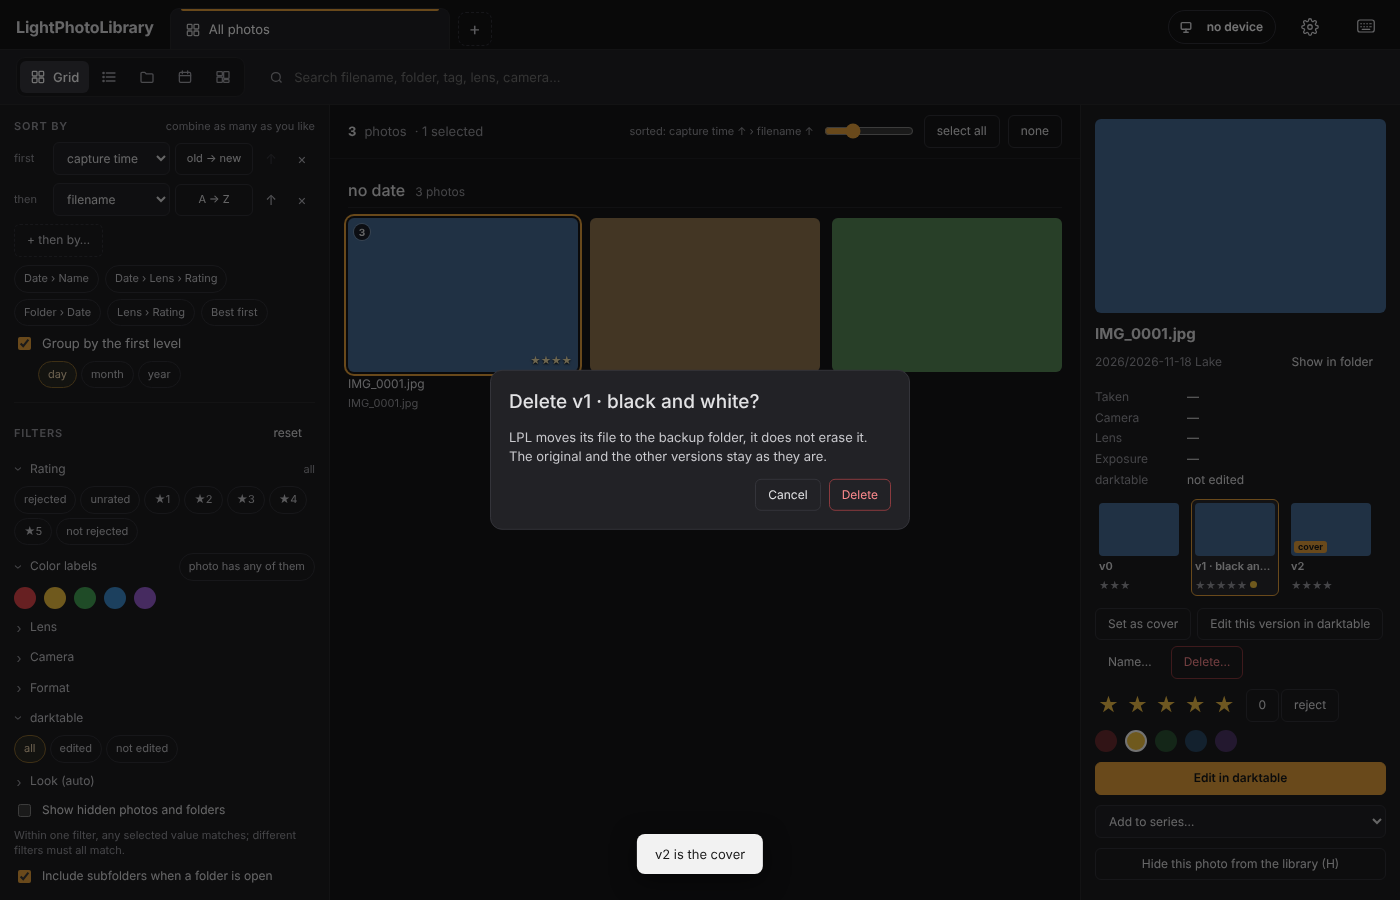 LightPhotoLibrary
All photos
+
no device
Grid
Search filename, folder, tag, lens, camera...
SORT BY
combine as many as you like
first
capture time
old → new
↑
×
then
filename
A → Z
↑
×
+ then by...
Date › Name
Date › Lens › Rating
Folder › Date
Lens › Rating
Best first
Group by the first level
day
month
year
FILTERS
reset
Rating
all
rejected
unrated
★1
★2
★3
★4
★5
not rejected
Color labels
photo has any of them
Lens
Camera
Format
darktable
all
edited
not edited
Look (auto)
Show hidden photos and folders
Within one filter, any selected value matches; different
filters must all match.
Include subfolders when a folder is open
3 photos · 1 selected
sorted: capture time ↑ › filename ↑
select all
none
no date 3 photos
3
★★★★
IMG_0001.jpg
IMG_0001.jpg
Delete v1 · black and white?
LPL moves its file to the backup folder, it does not erase it.
The original and the other versions stay as they are.
Cancel
Delete
v2 is the cover
IMG_0001.jpg
2026/2026-11-18 Lake
Show in folder
Taken —
Camera —
Lens —
Exposure —
darktable not edited
v0
★★★
v1 · black an...
★★★★★
cover
v2
★★★★
Set as cover
Edit this version in darktable
Name...
Delete...
★ ★ ★ ★ ★
0
reject
Edit in darktable
Add to series...
Hide this photo from the library (H)